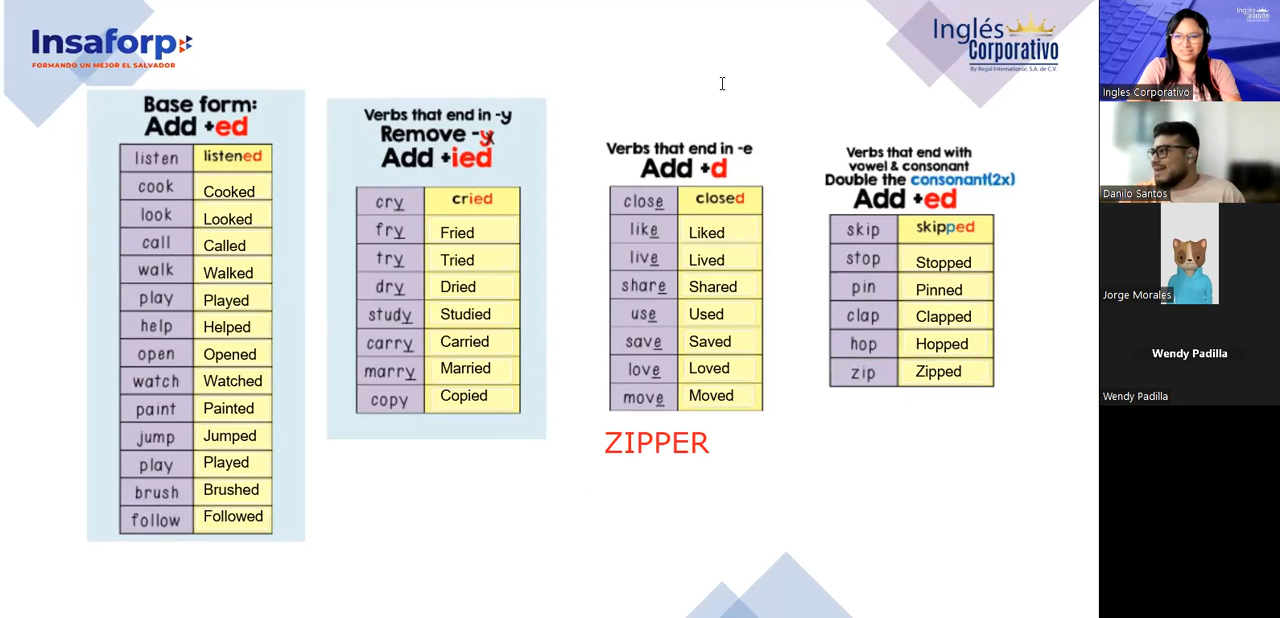 Insaforp
FORMANDO UN MEJOR EL SALVADOR
Inglés
Corporativo
By Regal International, S.A. de C.V.
Base form:
Add +ed
listen listened
cook Cooked
look Looked
call Called
walk Walked
play Played
help Helped
open Opened
watch Watched
paint Painted
jump Jumped
play Played
brush Brushed
follow Followed
Verbs that end in -y
Remove -y
Add +ied
cry cried
fry Fried
try Tried
dry Dried
study Studied
carry Carried
marry Married
copy Copied
Verbs that end in -e
Add +d
close closed
like Liked
live Lived
share Shared
use Used
save Saved
love Loved
move Moved
ZIPPER
Verbs that end with
vowel & consonant
Double the consonant(2x)
Add +ed
skip skipped
stop Stopped
pin Pinned
clap Clapped
hop Hopped
zip Zipped
Ingles Corporativo
Danilo Santos
Jorge Morales
Wendy Padilla
Wendy Padilla